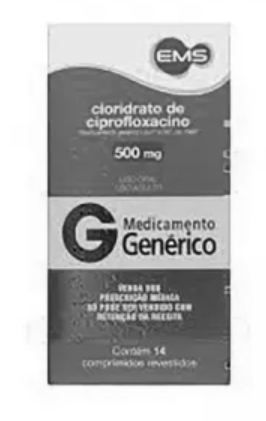 EMS
cloridrato de
ciprofloxacino
500 mg
USO ORAL
USO ADULTO
G Medicamento
Genérico
VENDA SOB
PRESCRIÇÃO MÉDICA
SÓ PODE SER VENDIDO COM
RETENÇÃO DA RECEITA
Contém 14
comprimidos revestidos